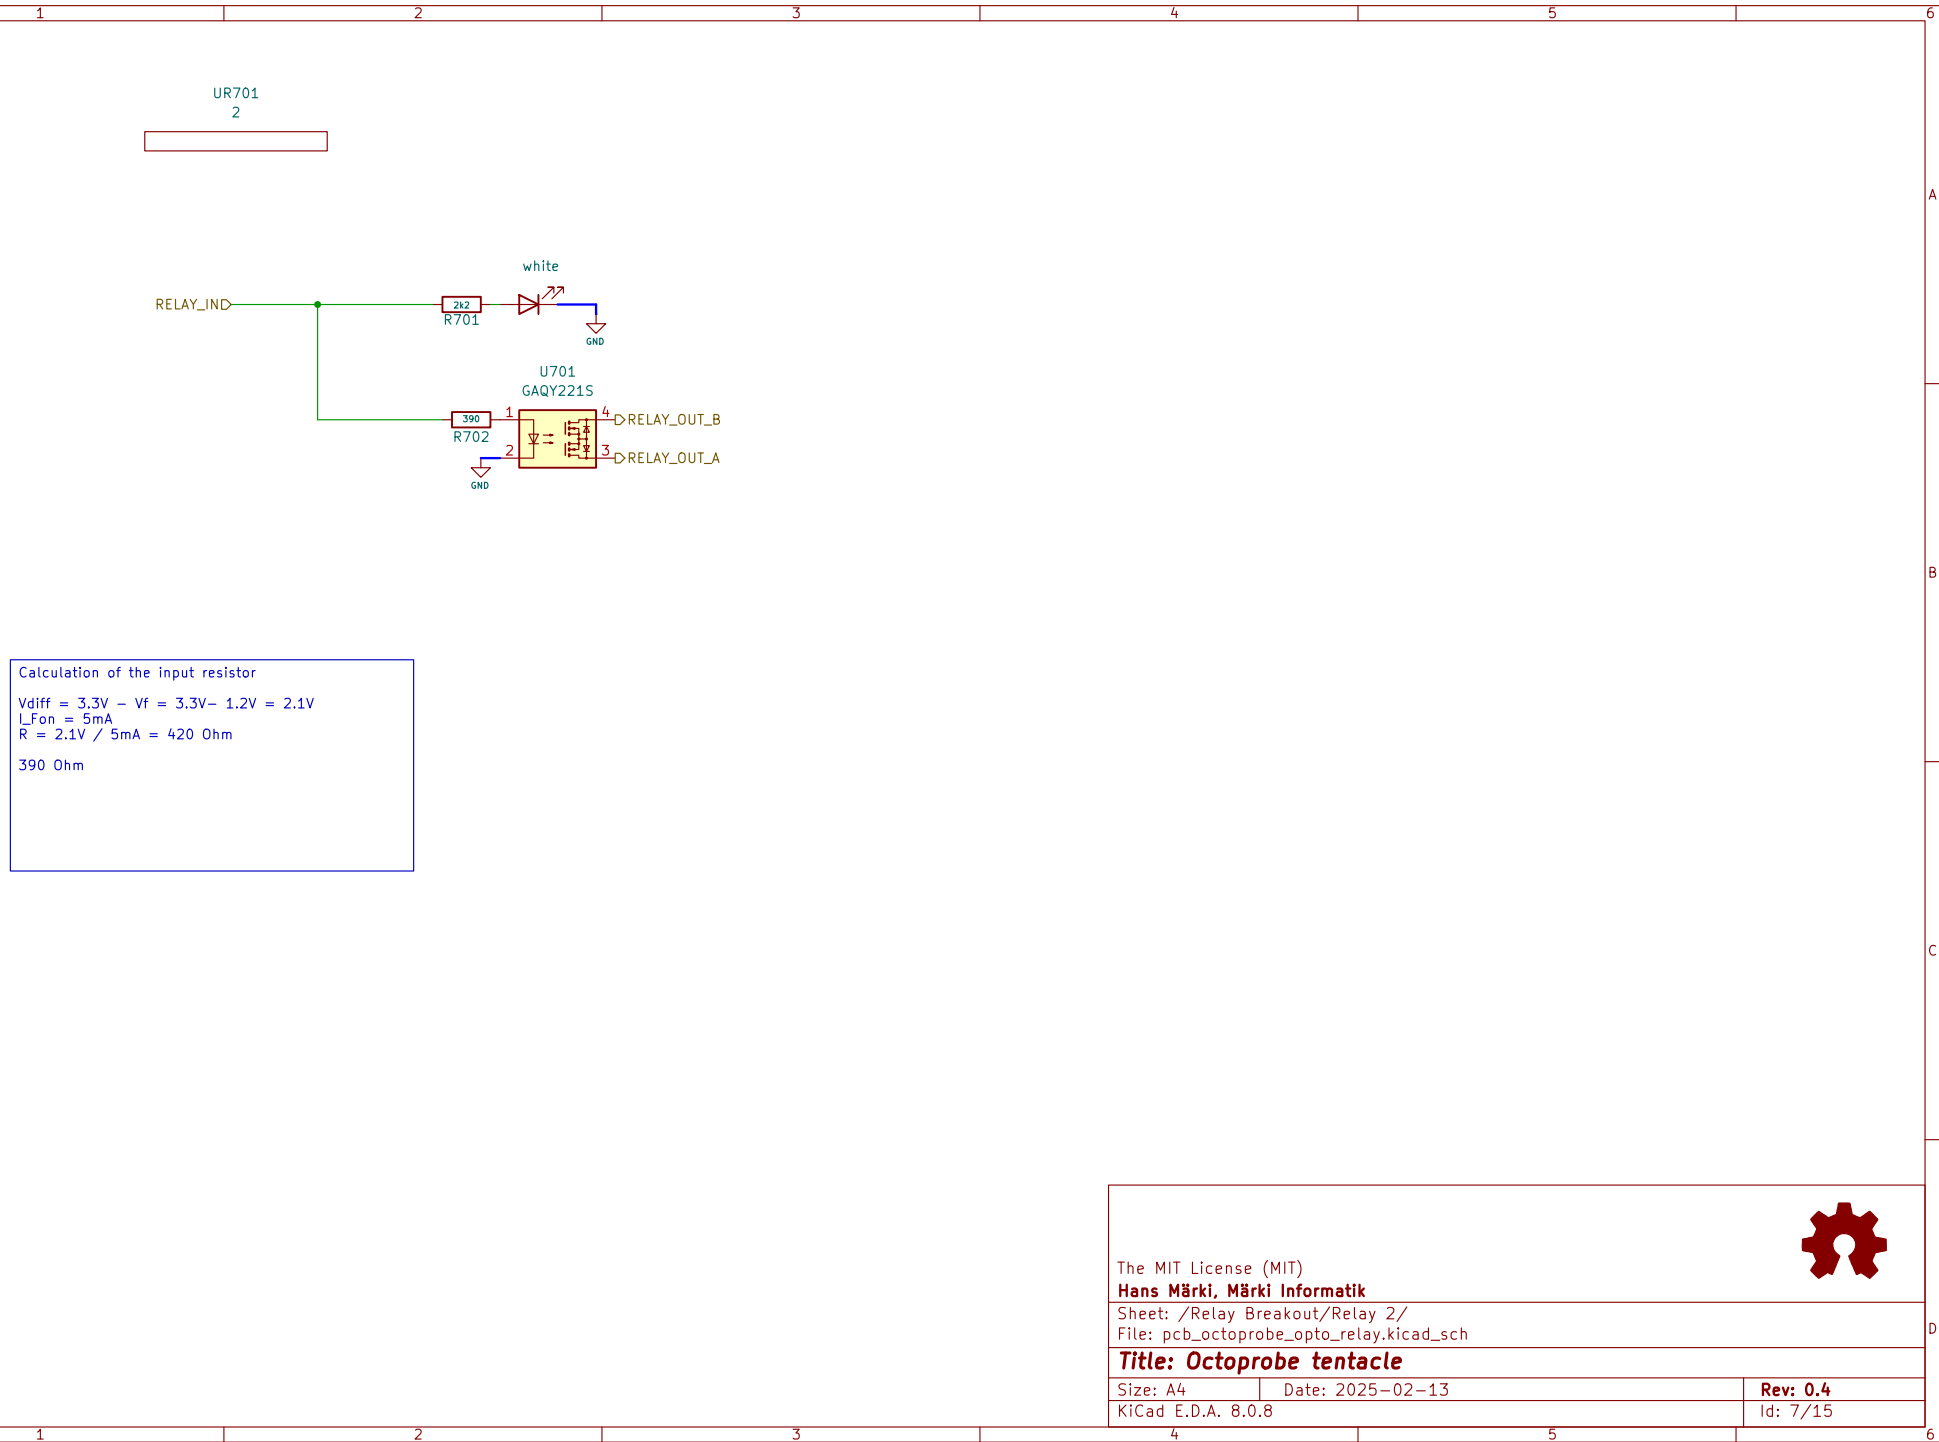 1 2 3 4 5 6
UR701
2
A
white
RELAY_IN
2k2
R701
GND
U701
GAQY221S
390
R702
1
2
4
3
RELAY_OUT_B
RELAY_OUT_A
GND
B
Calculation of the input resistor
Vdiff = 3.3V - Vf = 3.3V- 1.2V = 2.1V
I_Fon = 5mA
R = 2.1V / 5mA = 420 Ohm
390 Ohm
C
The MIT License (MIT)
Hans Märki, Märki Informatik
Sheet: /Relay Breakout/Relay 2/
File: pcb_octoprobe_opto_relay.kicad_sch
D
Title: Octoprobe tentacle
Size: A4 Date: 2025-02-13 Rev: 0.4
KiCad E.D.A. 8.0.8 Id: 7/15
1 2 3 4 5 6